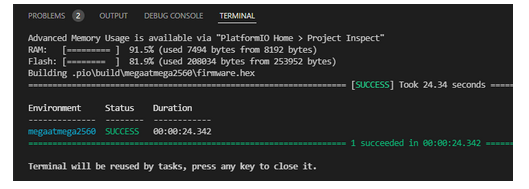 PROBLEMS 2 OUTPUT DEBUG CONSOLE TERMINAL
Advanced Memory Usage is available via "PlatformIO Home > Project Inspect"
RAM:   [========= ]  91.5% (used 7494 bytes from 8192 bytes)
Flash: [========  ]  81.9% (used 208034 bytes from 253952 bytes)
Building .pio\build\megaatmega2560\firmware.hex
============================================================ [SUCCESS] Took 24.34 seconds =====
Environment    Status    Duration
-------------  --------  ------------
megaatmega2560  SUCCESS   00:00:24.342
============================================================ 1 succeeded in 00:00:24.342 =====
Terminal will be reused by tasks, press any key to close it.